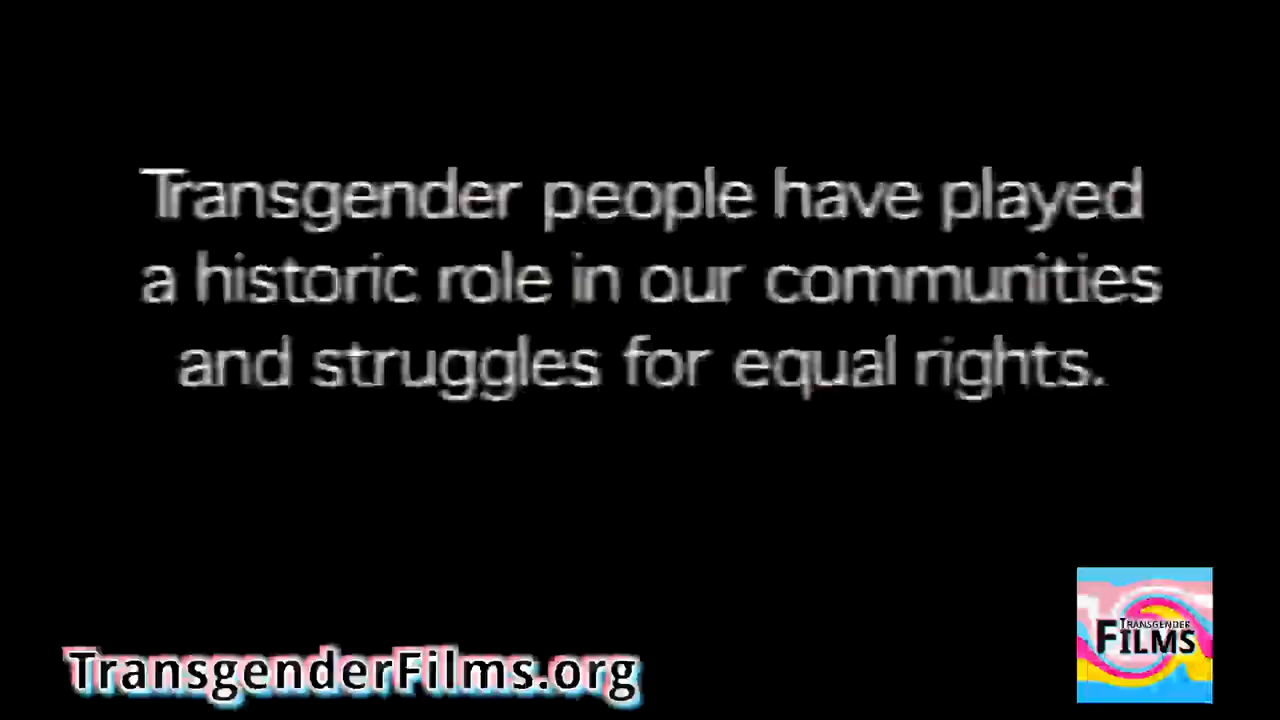 Transgender people have played
a historic role in our communities
and struggles for equal rights.
TransgenderFilms.org
TRANSGENDER
FILMS